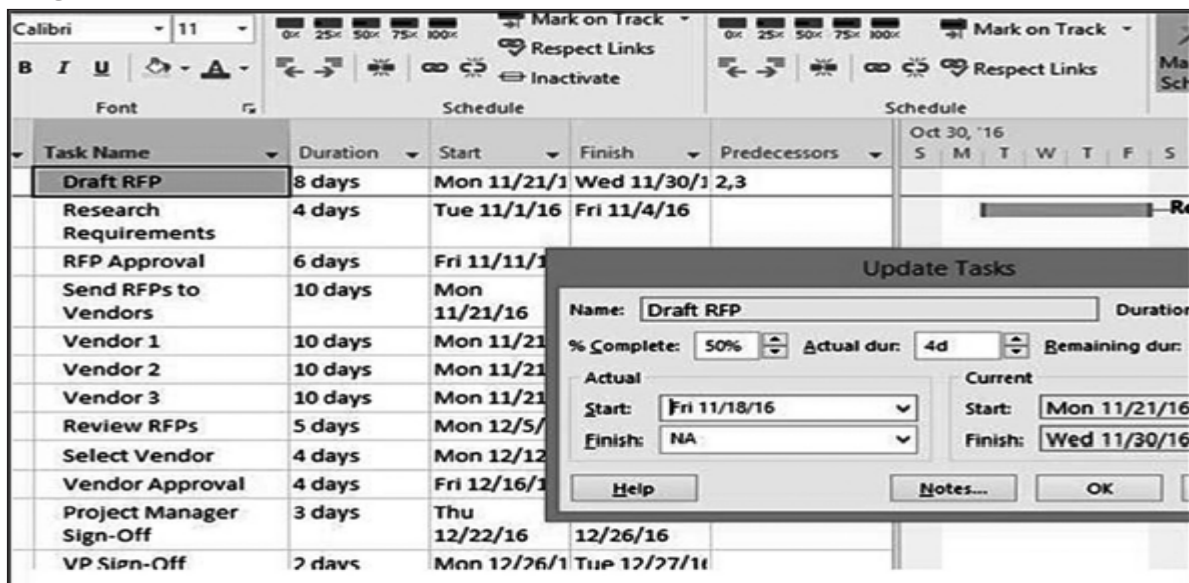 Calibri 11 0% 25% 50% 75% 100% Mark on Track 0% 25% 50% 75% 100% Mark on Track
Respect Links
B I U A Inactivate Respect Links Ma
Sch
Font Schedule Schedule
Oct 30, '16
Task Name Duration Start Finish Predecessors S M T W T F S
Draft RFP 8 days Mon 11/21/1 Wed 11/30/1 2,3
Research 4 days Tue 11/1/16 Fri 11/4/16 Re
Requirements
RFP Approval 6 days Fri 11/11/1
Send RFPs to 10 days Mon
Vendors 11/21/16
Vendor 1 10 days Mon 11/21
Vendor 2 10 days Mon 11/21
Vendor 3 10 days Mon 11/21
Review RFPs 5 days Mon 12/5/
Select Vendor 4 days Mon 12/12
Vendor Approval 4 days Fri 12/16/1
Project Manager 3 days Thu
Sign-Off 12/22/16 12/26/16
VP Sign-Off 2 days Mon 12/26/1 Tue 12/27/1
Update Tasks
Name: Draft RFP Duration
% Complete: 50% Actual dur: 4d Remaining dur:
Actual Current
Start: Fri 11/18/16 Start: Mon 11/21/16
Finish: NA Finish: Wed 11/30/16
Help Notes... OK